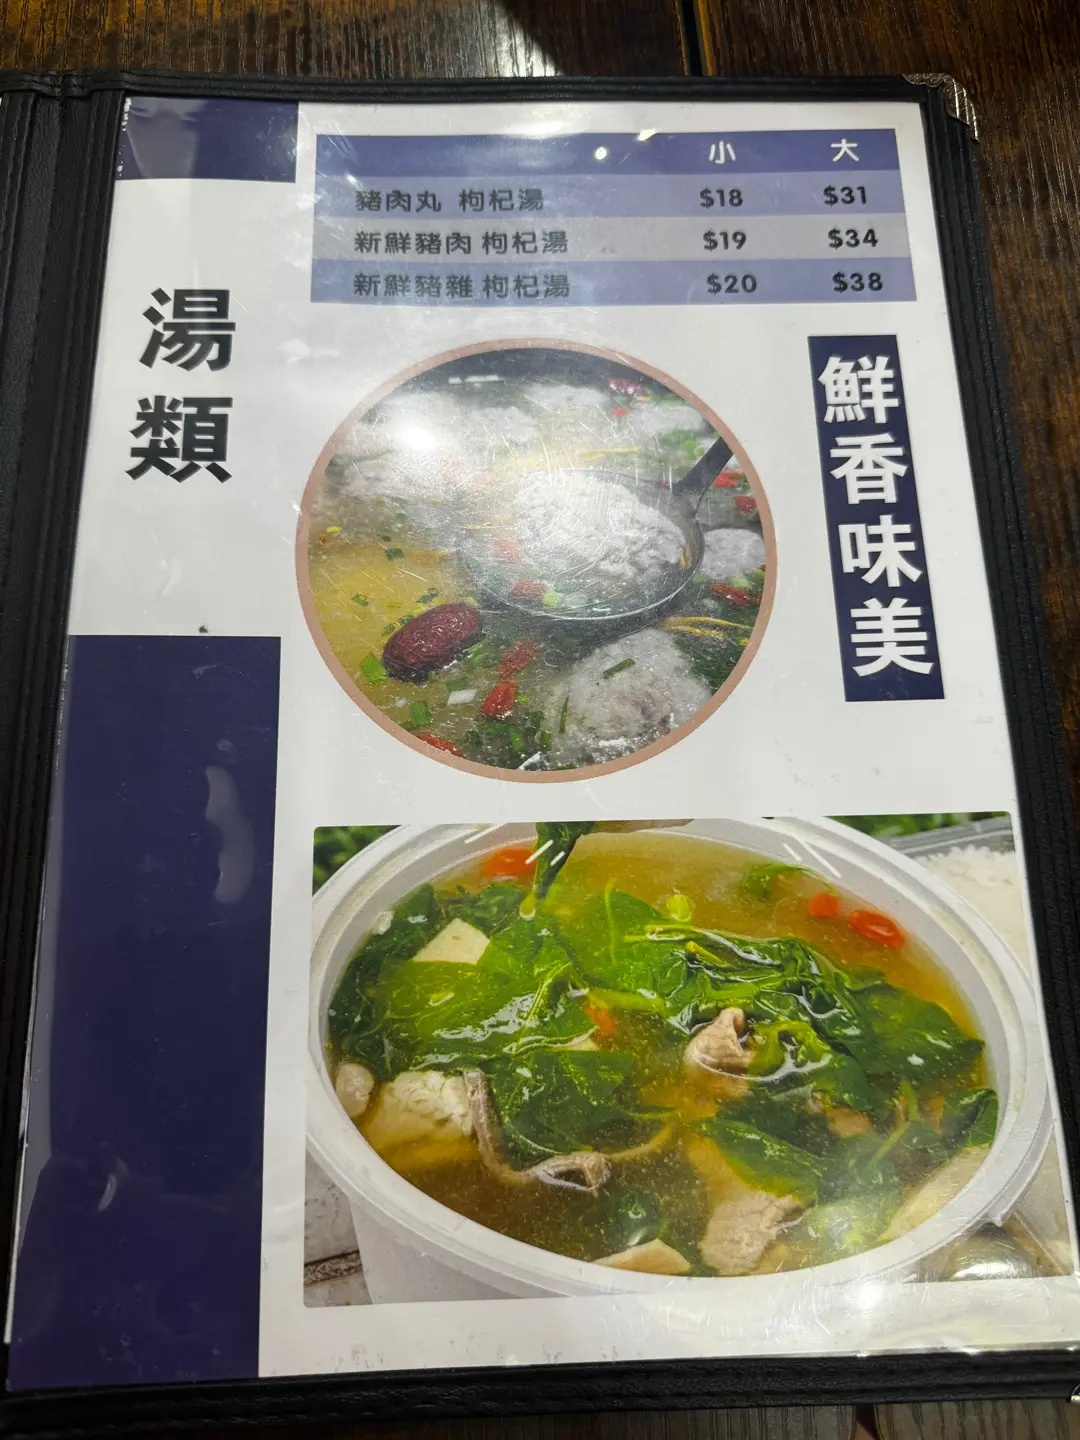 小 大
豬肉丸 枸杞湯 $18 $31
新鮮豬肉 枸杞湯 $19 $34
新鮮豬雜 枸杞湯 $20 $38
湯類
鮮香味美